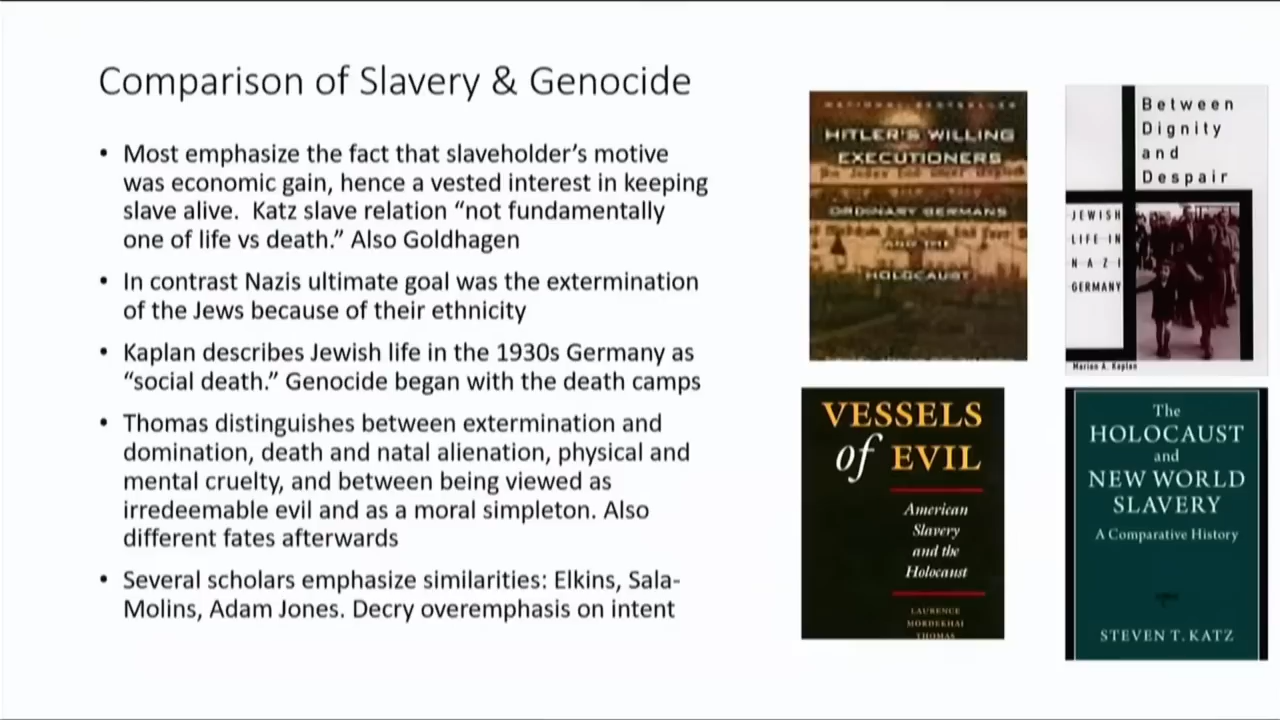 Comparison of Slavery & Genocide
• Most emphasize the fact that slaveholder’s motive
was economic gain, hence a vested interest in keeping
slave alive.  Katz slave relation “not fundamentally
one of life vs death.” Also Goldhagen
• In contrast Nazis ultimate goal was the extermination
of the Jews because of their ethnicity
• Kaplan describes Jewish life in the 1930s Germany as
“social death.” Genocide began with the death camps
• Thomas distinguishes between extermination and
domination, death and natal alienation, physical and
mental cruelty, and between being viewed as
irredeemable evil and as a moral simpleton. Also
different fates afterwards
• Several scholars emphasize similarities: Elkins, Sala-
Molins, Adam Jones. Decry overemphasis on intent
NATIONAL BESTSELLER
HITLER'S WILLING
EXECUTIONERS
ORDINARY GERMANS
AND THE
HOLOCAUST
Between
Dignity
and
Despair
JEWISH
LIFE IN
NAZI
GERMANY
Marion A. Kaplan
VESSELS
of EVIL
American
Slavery
and the
Holocaust
LAURENCE
MORDEKHAI
THOMAS
The
HOLOCAUST
and
NEW WORLD
SLAVERY
A Comparative History
STEVEN T. KATZ